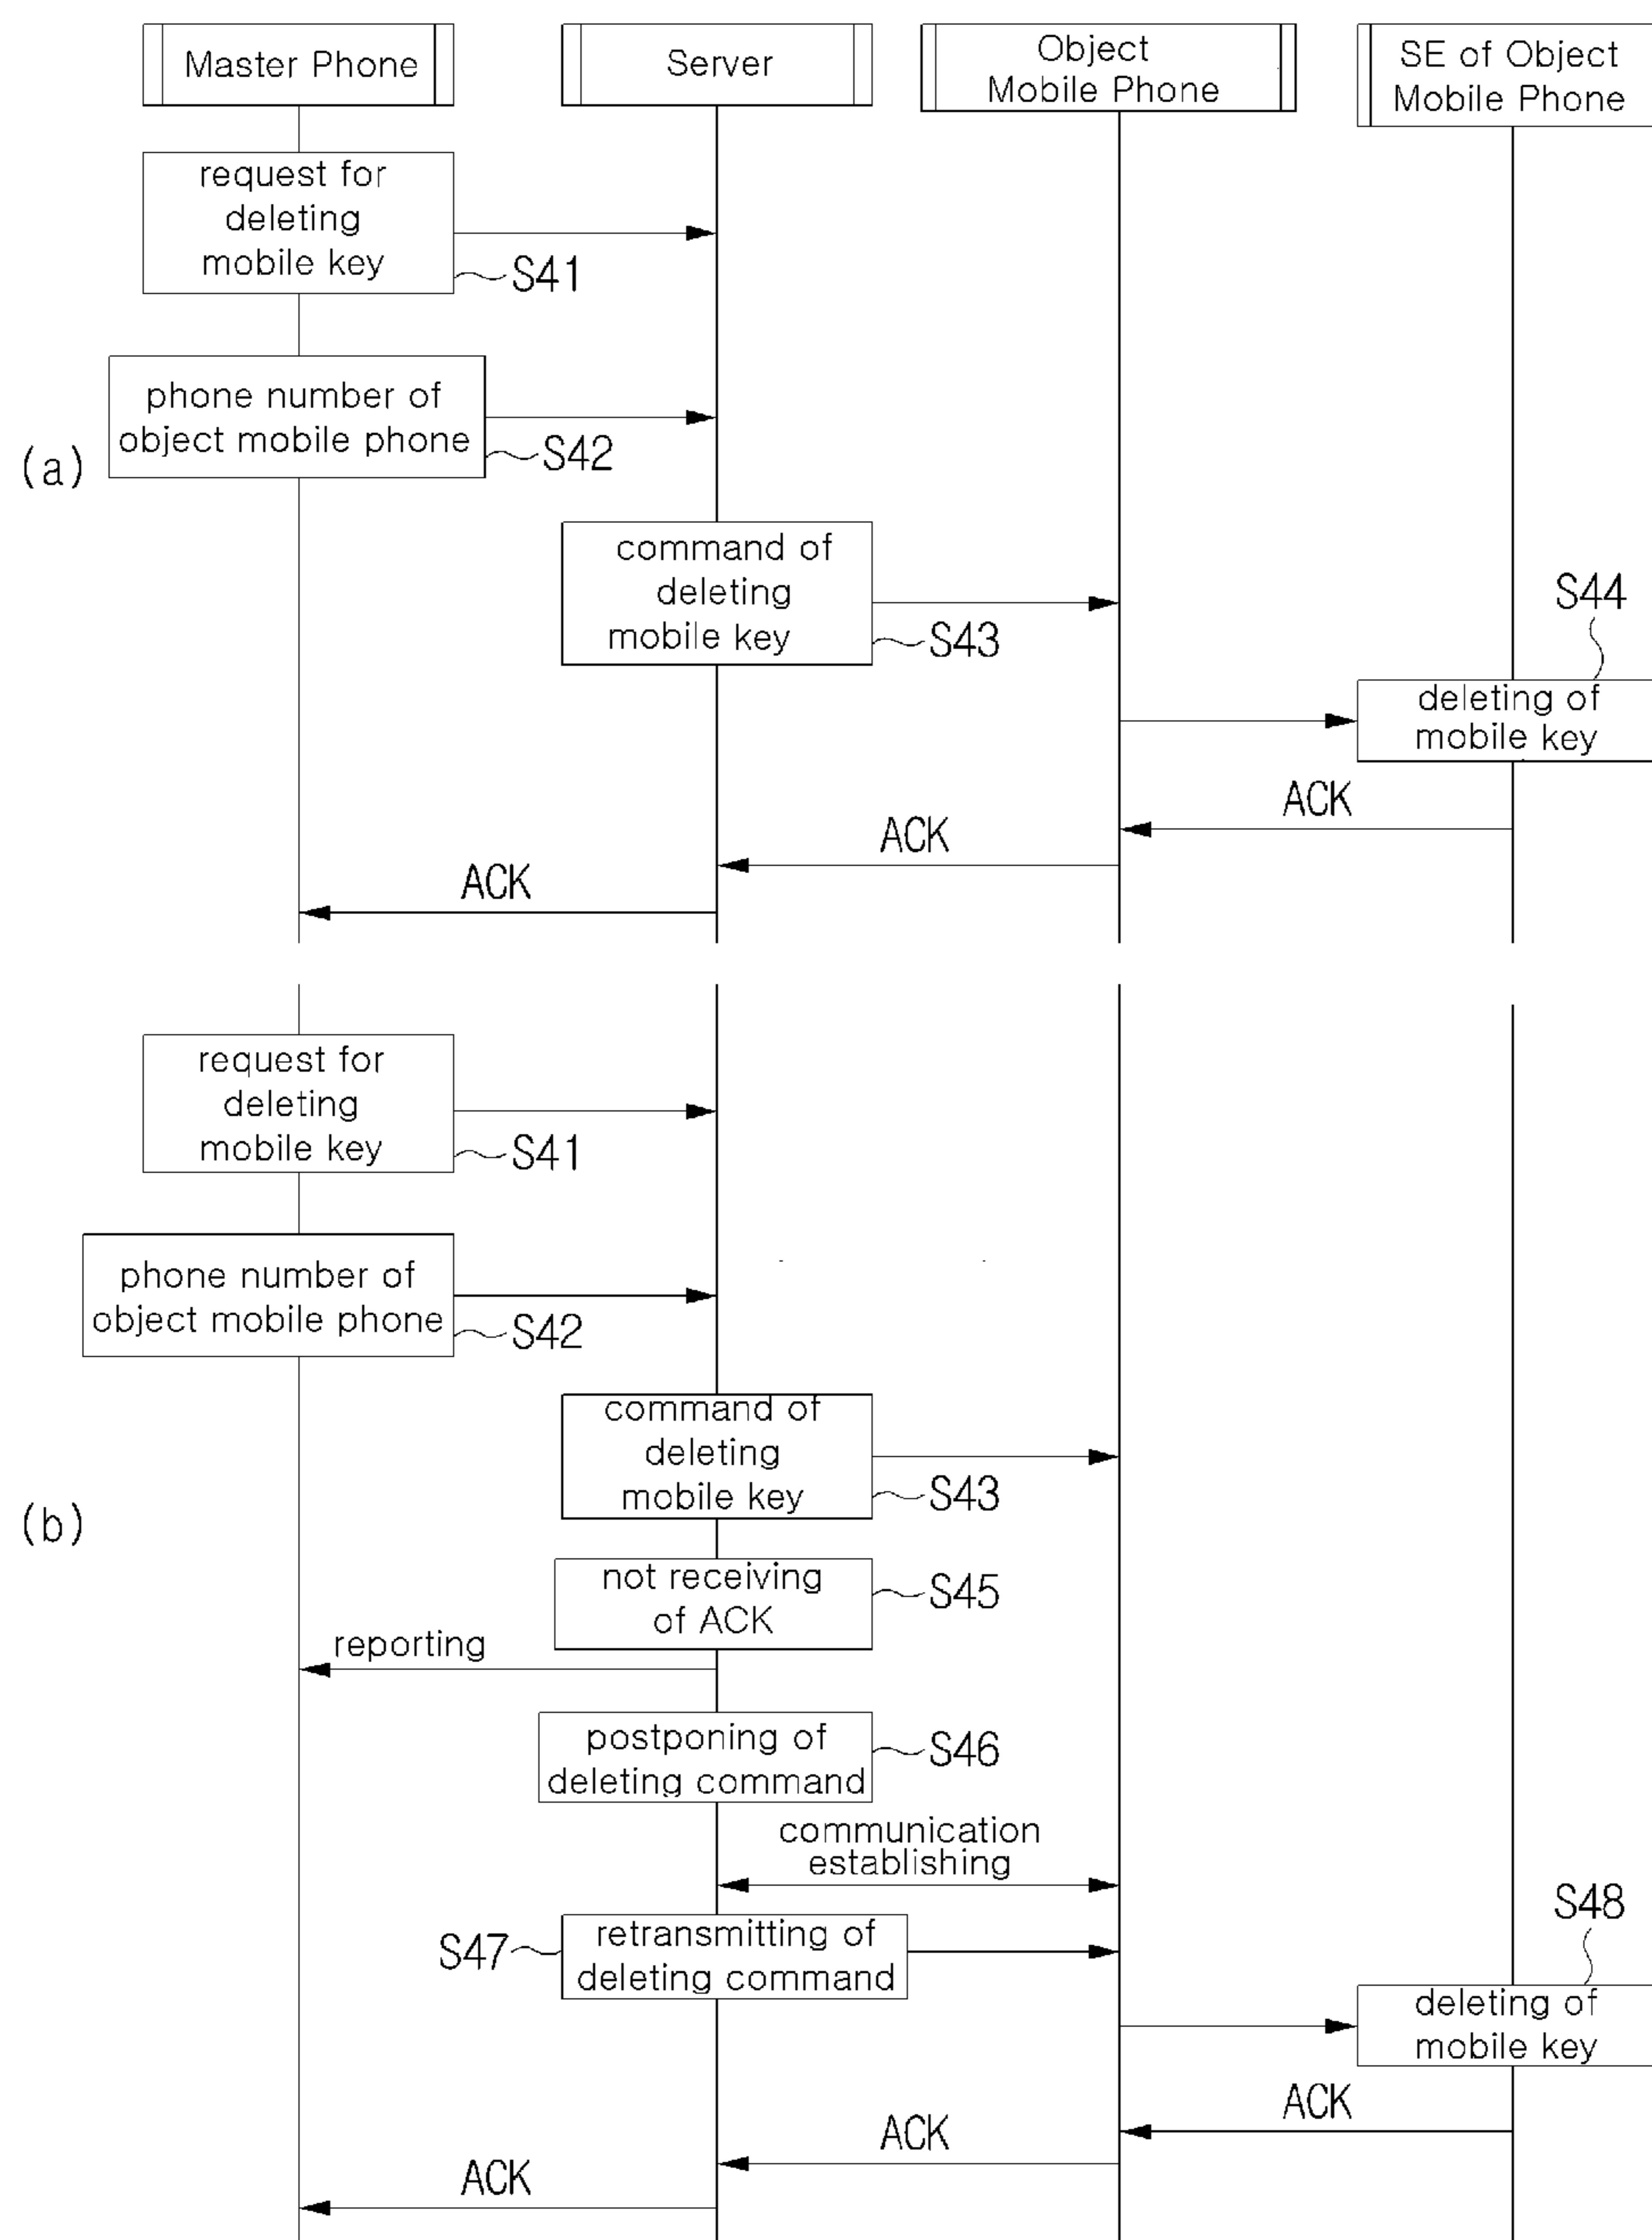 Master Phone
Server
Object
Mobile Phone
SE of Object
Mobile Phone
request for
deleting
mobile key
S41
phone number of
object mobile phone
S42
(a)
command of
deleting
mobile key
S43
S44
deleting of
mobile key
ACK
ACK
ACK
request for
deleting
mobile key
S41
phone number of
object mobile phone
S42
command of
deleting
mobile key
S43
(b)
not receiving
of ACK
S45
reporting
postponing of
deleting command
S46
communication
establishing
S47
retransmitting of
deleting command
S48
deleting of
mobile key
ACK
ACK
ACK